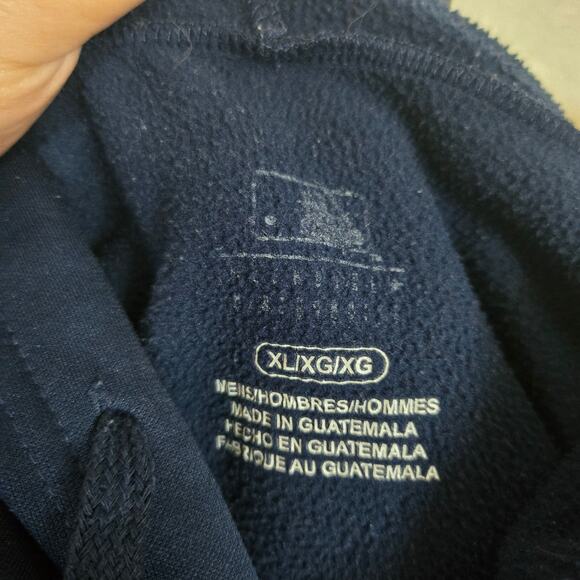 XL/XG/XG
MENS/HOMBRES/HOMMES
MADE IN GUATEMALA
HECHO EN GUATEMALA
FABRIQUE AU GUATEMALA